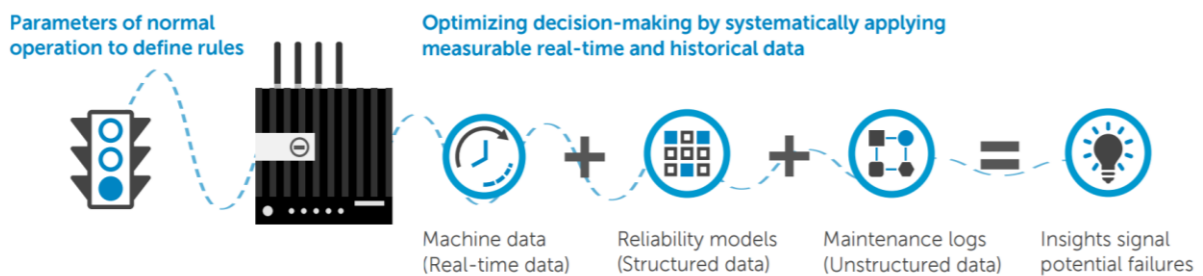 Parameters of normal
operation to define rules
Optimizing decision-making by systematically applying
measurable real-time and historical data
Machine data
(Real-time data)
Reliability models
(Structured data)
Maintenance logs
(Unstructured data)
Insights signal
potential failures